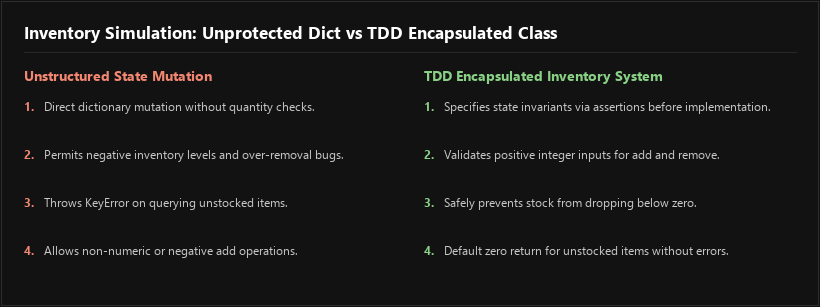 Inventory Simulation: Unprotected Dict vs TDD Encapsulated Class
Unstructured State Mutation
1. Direct dictionary mutation without quantity checks.
2. Permits negative inventory levels and over-removal bugs.
3. Throws KeyError on querying unstocked items.
4. Allows non-numeric or negative add operations.
TDD Encapsulated Inventory System
1. Specifies state invariants via assertions before implementation.
2. Validates positive integer inputs for add and remove.
3. Safely prevents stock from dropping below zero.
4. Default zero return for unstocked items without errors.